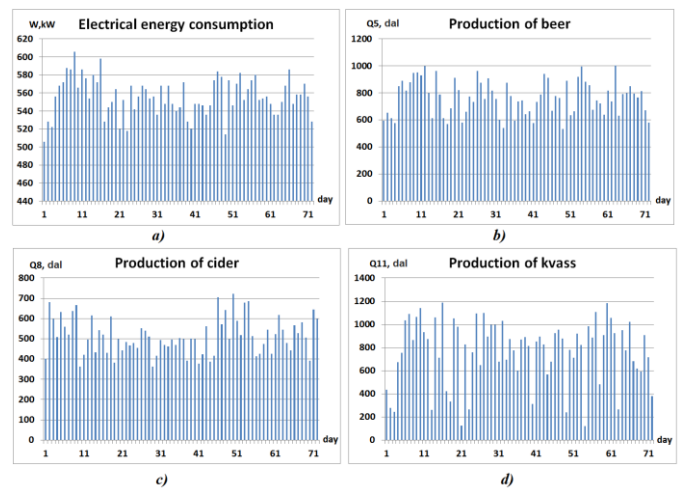 W,kW Electrical energy consumption
620
600
580
560
540
520
500
480
460
440
1 11 21 31 41 51 61 71
day
a)
Q5, dal Production of beer
1200
1000
800
600
400
200
0
1 11 21 31 41 51 61 71
day
b)
Q8, dal Production of cider
800
700
600
500
400
300
200
100
0
1 11 21 31 41 51 61 71
day
c)
Q11, dal Production of kvass
1400
1200
1000
800
600
400
200
0
1 11 21 31 41 51 61 71
day
d)